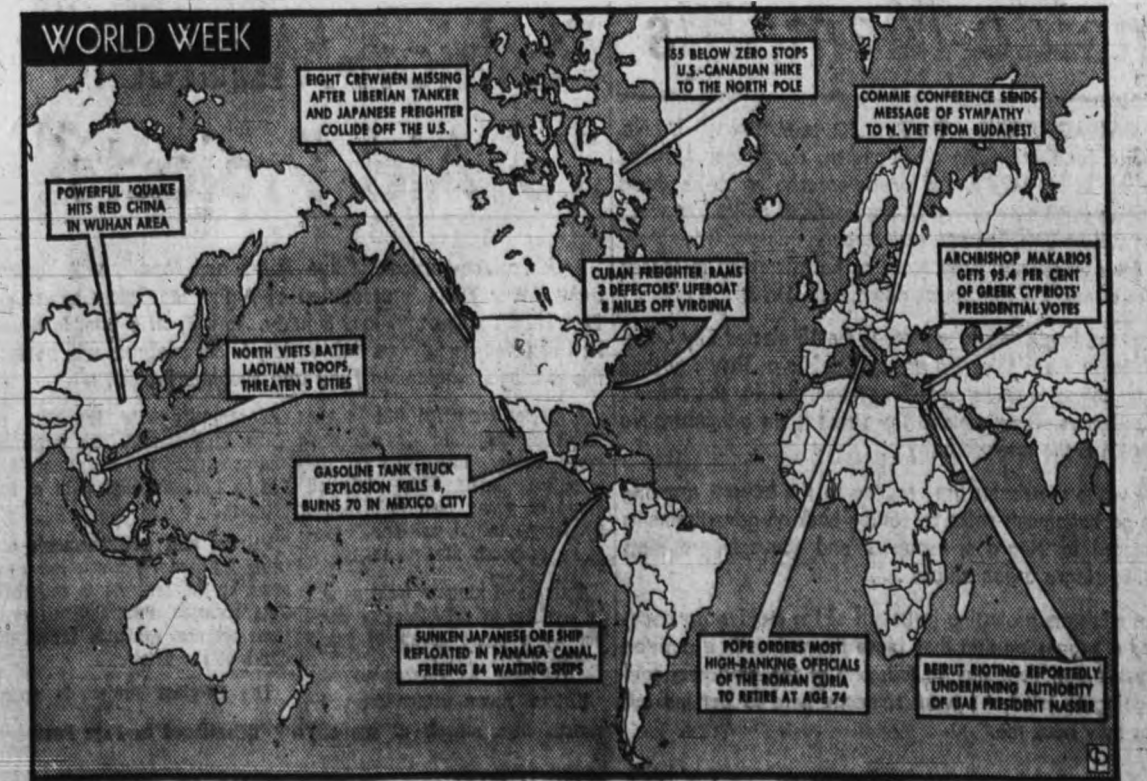 WORLD WEEK
EIGHT CREWMEN MISSING
AFTER LIBERIAN TANKER
AND JAPANESE FREIGHTER
COLLIDE OFF THE U.S.
55 BELOW ZERO STOPS
U.S.-CANADIAN HIKE
TO THE NORTH POLE
COMMIE CONFERENCE SENDS
MESSAGE OF SYMPATHY
TO N. VIET FROM BUDAPEST
POWERFUL 'QUAKE
HITS RED CHINA
IN WUHAN AREA
CUBAN FREIGHTER RAMS
3 DEFECTORS' LIFEBOAT
8 MILES OFF VIRGINIA
ARCHBISHOP MAKARIOS
GETS 95.4 PER CENT
OF GREEK CYPRIOTS'
PRESIDENTIAL VOTES
NORTH VIETS BATTER
LAOTIAN TROOPS,
THREATEN 3 CITIES
GASOLINE TANK TRUCK
EXPLOSION KILLS 8,
BURNS 70 IN MEXICO CITY
SUNKEN JAPANESE ORE SHIP
REFLOATED IN PANAMA CANAL,
FREEING 84 WAITING SHIPS
POPE ORDERS MOST
HIGH-RANKING OFFICIALS
OF THE ROMAN CURIA
TO RETIRE AT AGE 74
BEIRUT RIOTING REPORTEDLY
UNDERMINING AUTHORITY
OF UAR PRESIDENT NASSER